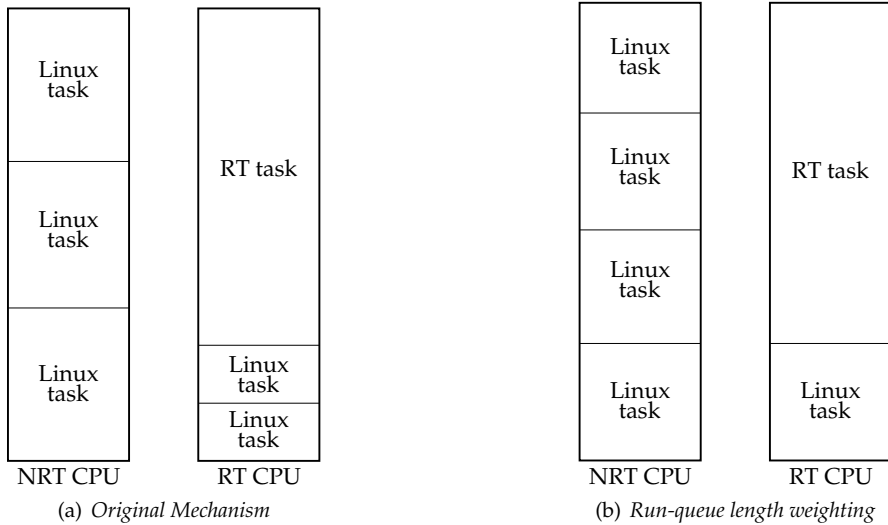 Linux
task
Linux
task
Linux
task
NRT CPU
RT task
Linux
task
Linux
task
RT CPU
(a) Original Mechanism
Linux
task
Linux
task
Linux
task
Linux
task
NRT CPU
RT task
Linux
task
RT CPU
(b) Run-queue length weighting